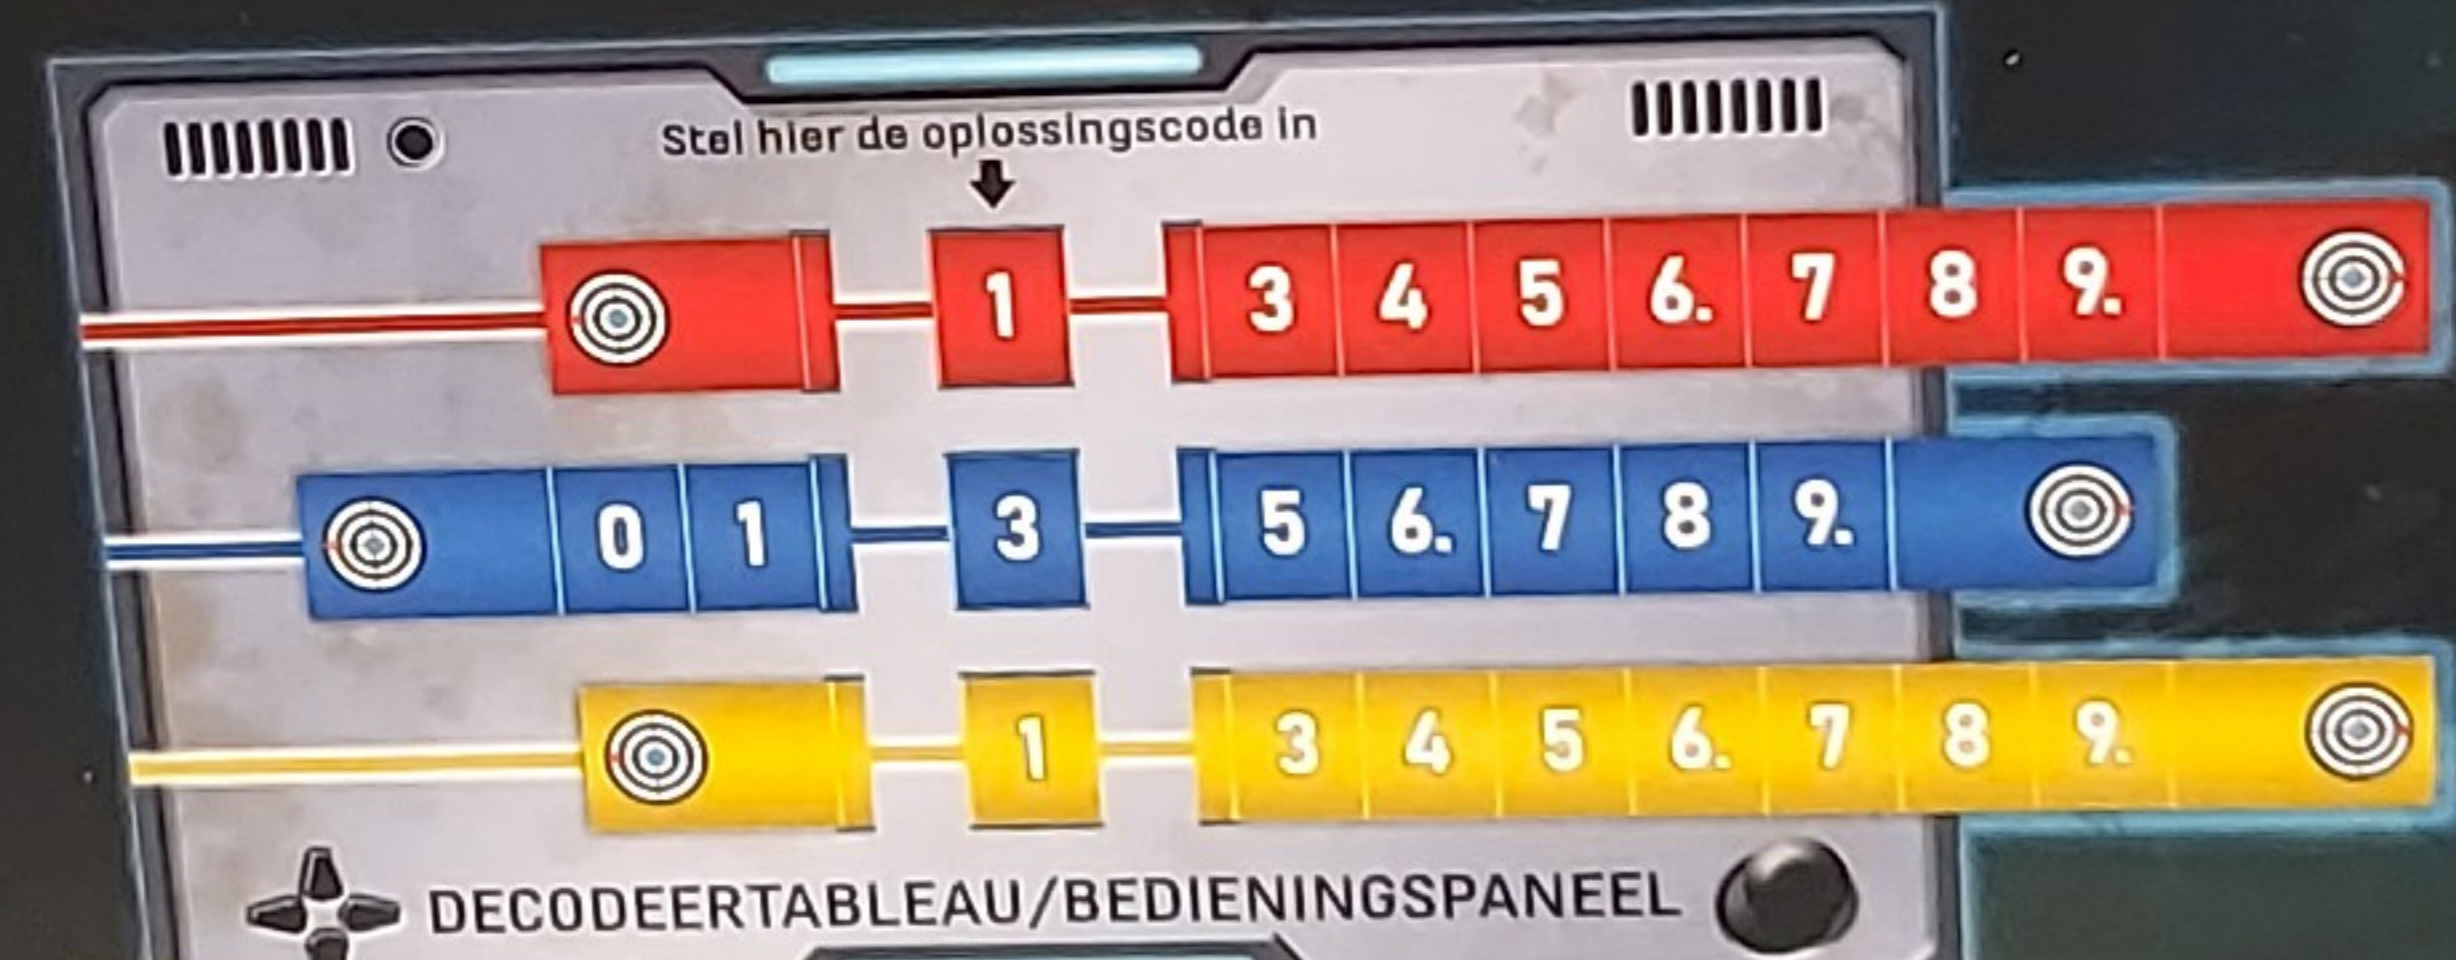 Stel hier de oplossingscode in
1 3 4 5 6. 7 8 9.
0 1 3 5 6. 7 8 9.
1 3 4 5 6. 7 8 9.
DECODEERTABLEAU/BEDIENINGSPANEEL